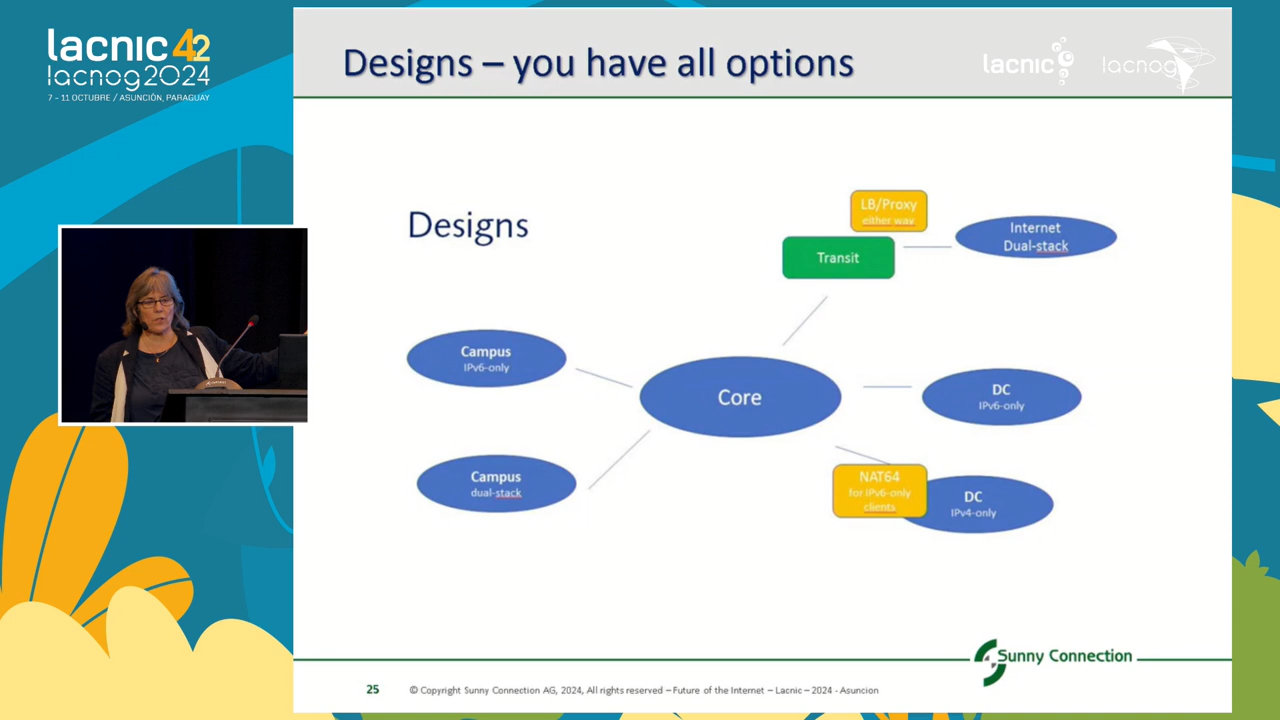 lacnic 42
lacnog2024
7 - 11 OCTUBRE / ASUNCIÓN, PARAGUAY
Designs – you have all options
lacnic
lacnog
Designs
LB/Proxy
either way
Transit
Internet
Dual-stack
Campus
IPv6-only
Core
DC
IPv6-only
Campus
dual-stack
NAT64
for IPv6-only
clients
DC
IPv4-only
Sunny Connection
25
© Copyright Sunny Connection AG, 2024, All rights reserved – Future of the Internet – Lacnic – 2024 - Asuncion